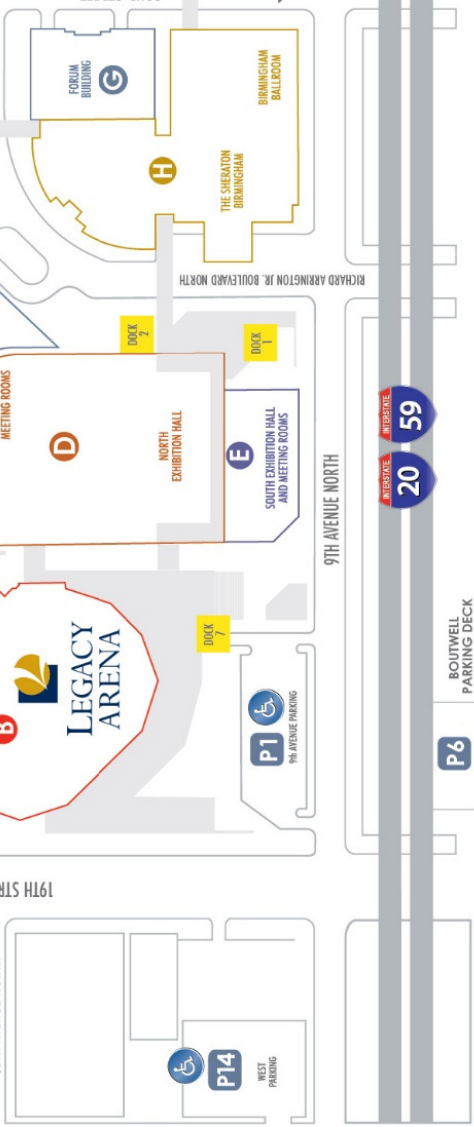 FORUM
BUILDING
G
BIRMINGHAM
BALLROOM
H
THE SHERATON
BIRMINGHAM
RICHARD ARRINGTON JR. BOULEVARD NORTH
DOCK
2
DOCK
1
MEETING ROOMS
D
NORTH
EXHIBITION HALL
E
SOUTH EXHIBITION HALL
AND MEETING ROOMS
9TH AVENUE NORTH
INTERSTATE
59
INTERSTATE
20
DOCK
7
B
LEGACY
ARENA
P1
9th AVENUE PARKING
BOUTWELL
PARKING DECK
P6
19TH
P14
WEST
PARKING